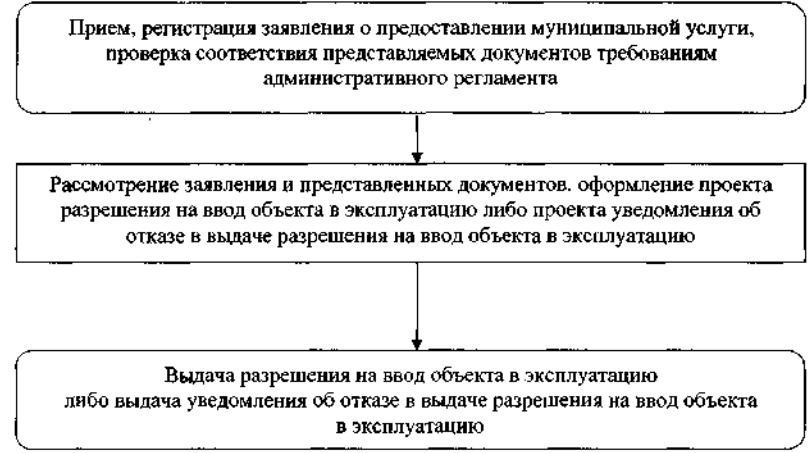 Прием, регистрация заявления о предоставлении муниципальной услуги,
проверка соответствия представляемых документов требованиям
административного регламента
Рассмотрение заявления и представленных документов. оформление проекта
разрешения на ввод объекта в эксплуатацию либо проекта уведомления об
отказе в выдаче разрешения на ввод объекта в эксплуатацию
Выдача разрешения на ввод объекта в эксплуатацию
либо выдача уведомления об отказе в выдаче разрешения на ввод объекта
в эксплуатацию